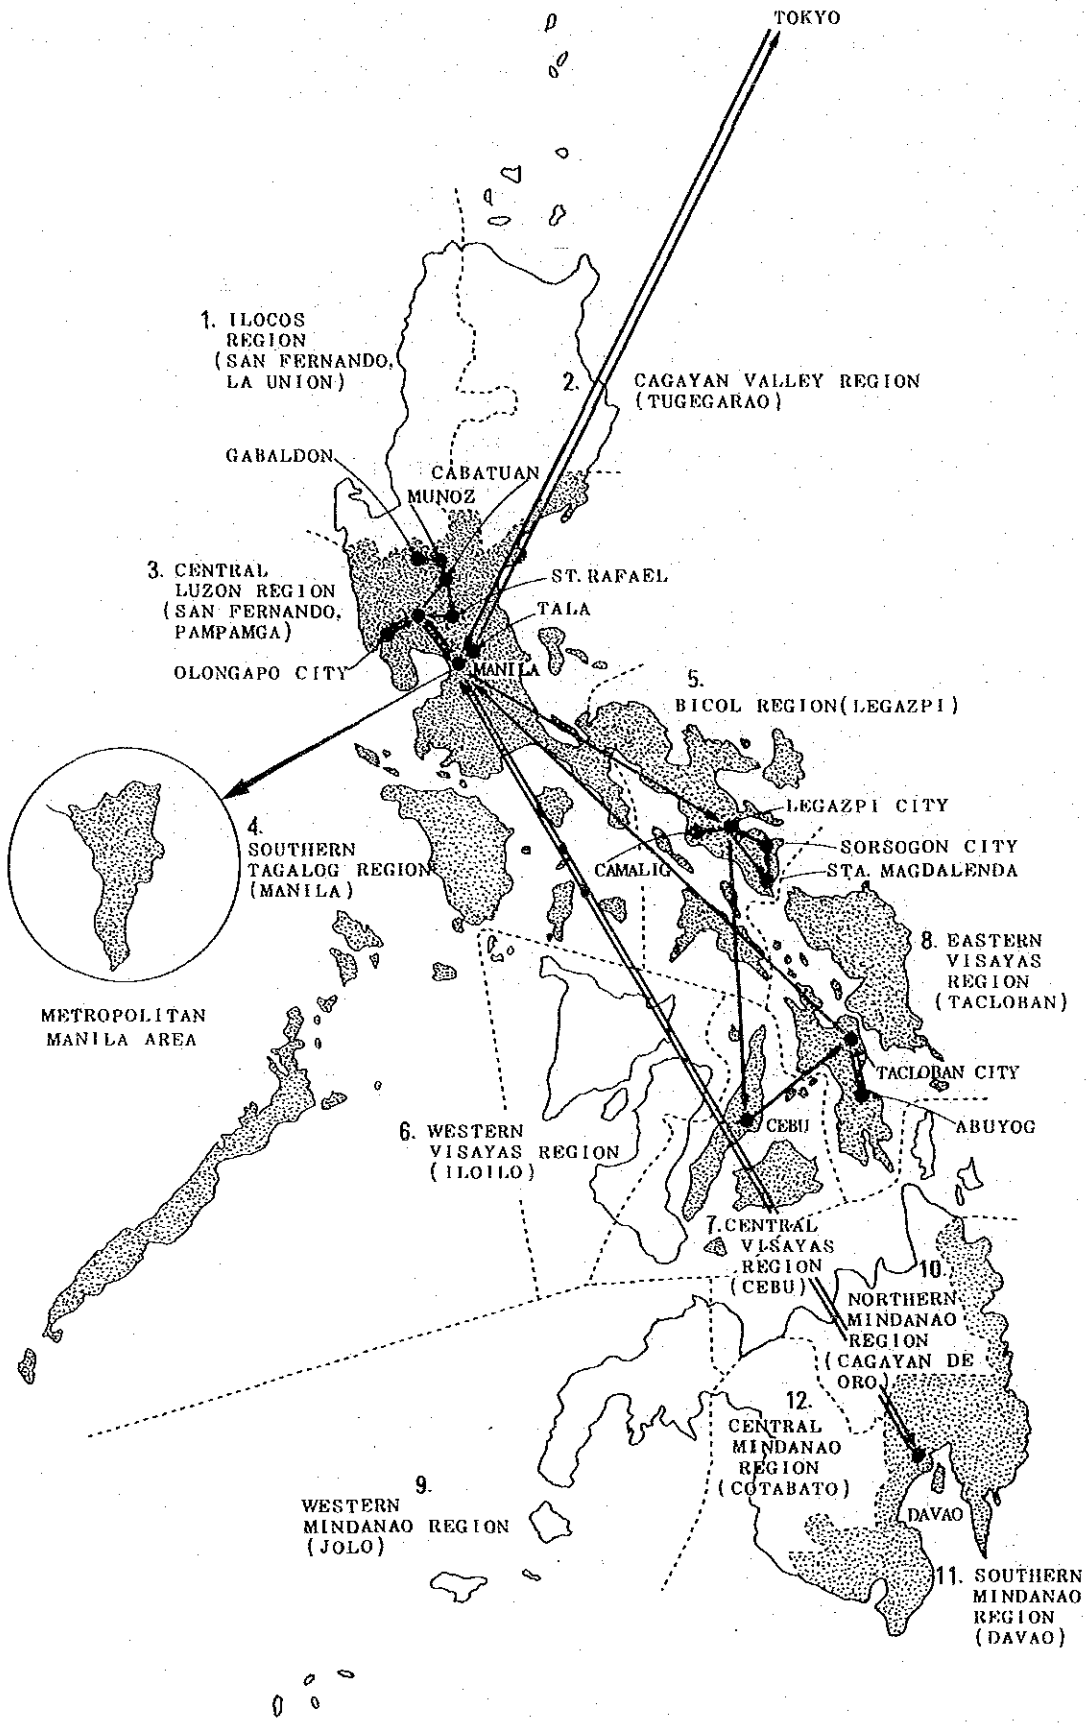 TOKYO
1. ILOCOS
REGION
(SAN FERNANDO,
LA UNION)
2. CAGAYAN VALLEY REGION
(TUGEGARAO)
GABALDON
CABATUAN
MUNOZ
3. CENTRAL
LUZON REGION
(SAN FERNANDO,
PAMPAMGA)
ST. RAFAEL
TALA
OLONGAPO CITY
MANILA
5.
BICOL REGION(LEGAZPI)
LEGAZPI CITY
4.
SOUTHERN
TAGALOG REGION
(MANILA)
SORSOGON CITY
CAMALIG
STA. MAGDALENDA
8. EASTERN
VISAYAS
REGION
(TACLOBAN)
METROPOLITAN
MANILA AREA
TACLOBAN CITY
6. WESTERN
VISAYAS REGION
(ILOILO)
CEBU
ABUYOG
7. CENTRAL
VISAYAS
REGION
(CEBU)
10.
NORTHERN
MINDANAO
REGION
(CAGAYAN DE
ORO)
12.
CENTRAL
MINDANAO
REGION
(COTABATO)
9.
WESTERN
MINDANAO REGION
(JOLO)
DAVAO
11. SOUTHERN
MINDANAO
REGION
(DAVAO)